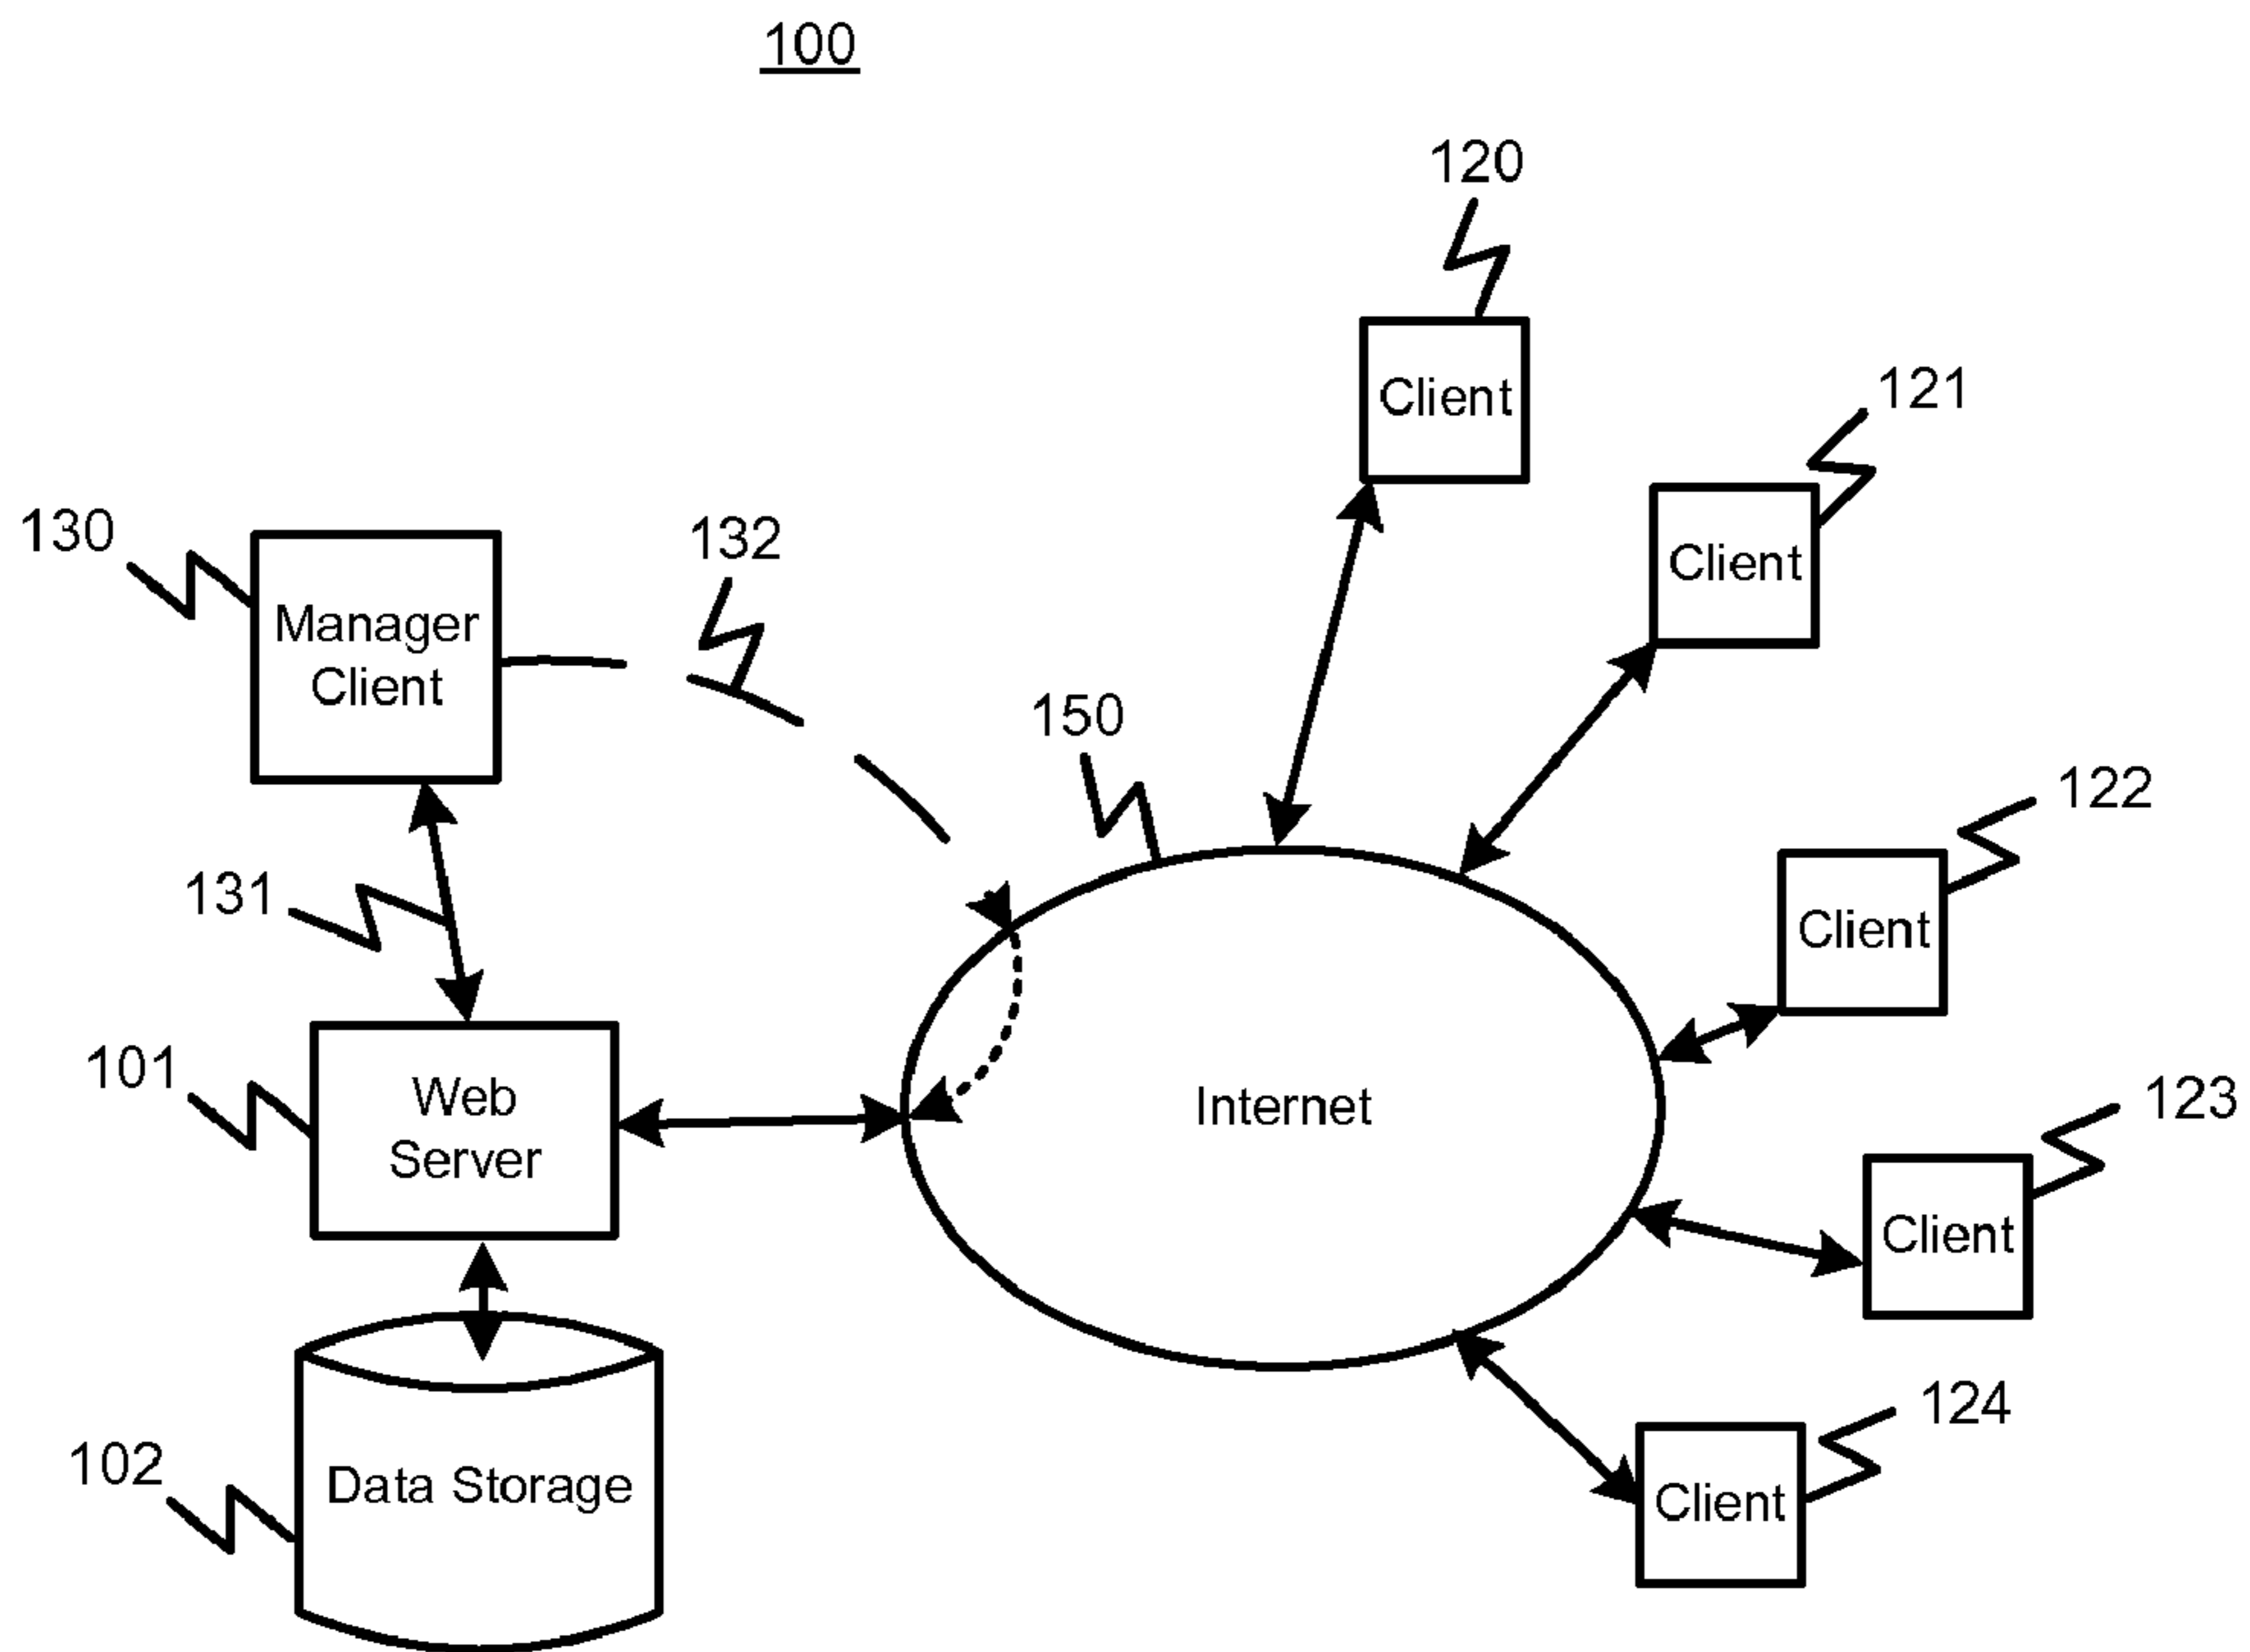 100
120
Client
121
Client
130
Manager
Client
132
150
122
Client
131
101
Web
Server
Internet
123
Client
102
Data Storage
124
Client